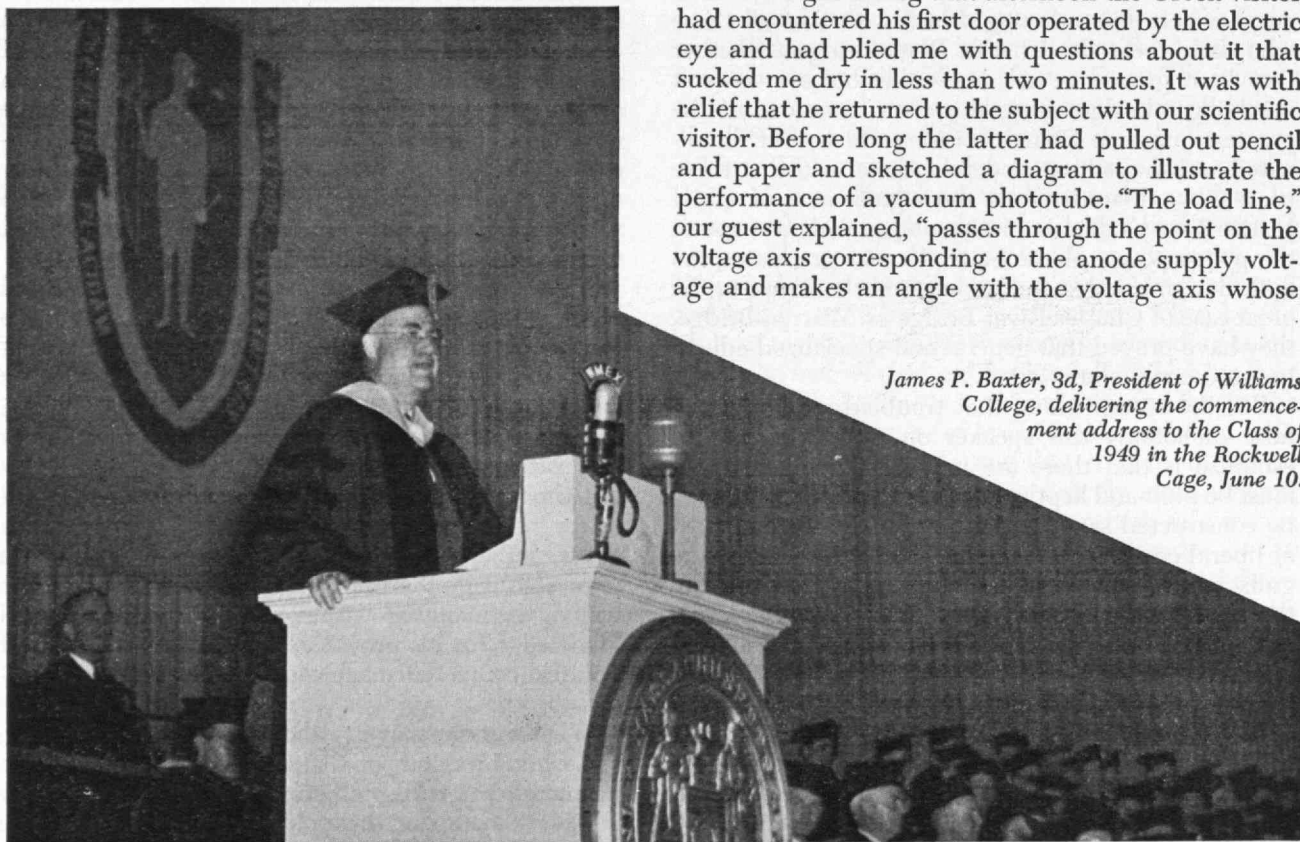 had encountered his first door operated by the electric
eye and had plied me with questions about it that
sucked me dry in less than two minutes. It was with
relief that he returned to the subject with our scientific
visitor. Before long the latter had pulled out pencil
and paper and sketched a diagram to illustrate the
performance of a vacuum phototube. “The load line,”
our guest explained, “passes through the point on the
voltage axis corresponding to the anode supply volt-
age and makes an angle with the voltage axis whose
James P. Baxter, 3d, President of Williams
College, delivering the commence-
ment address to the Class of
1949 in the Rockwell
Cage, June 10.